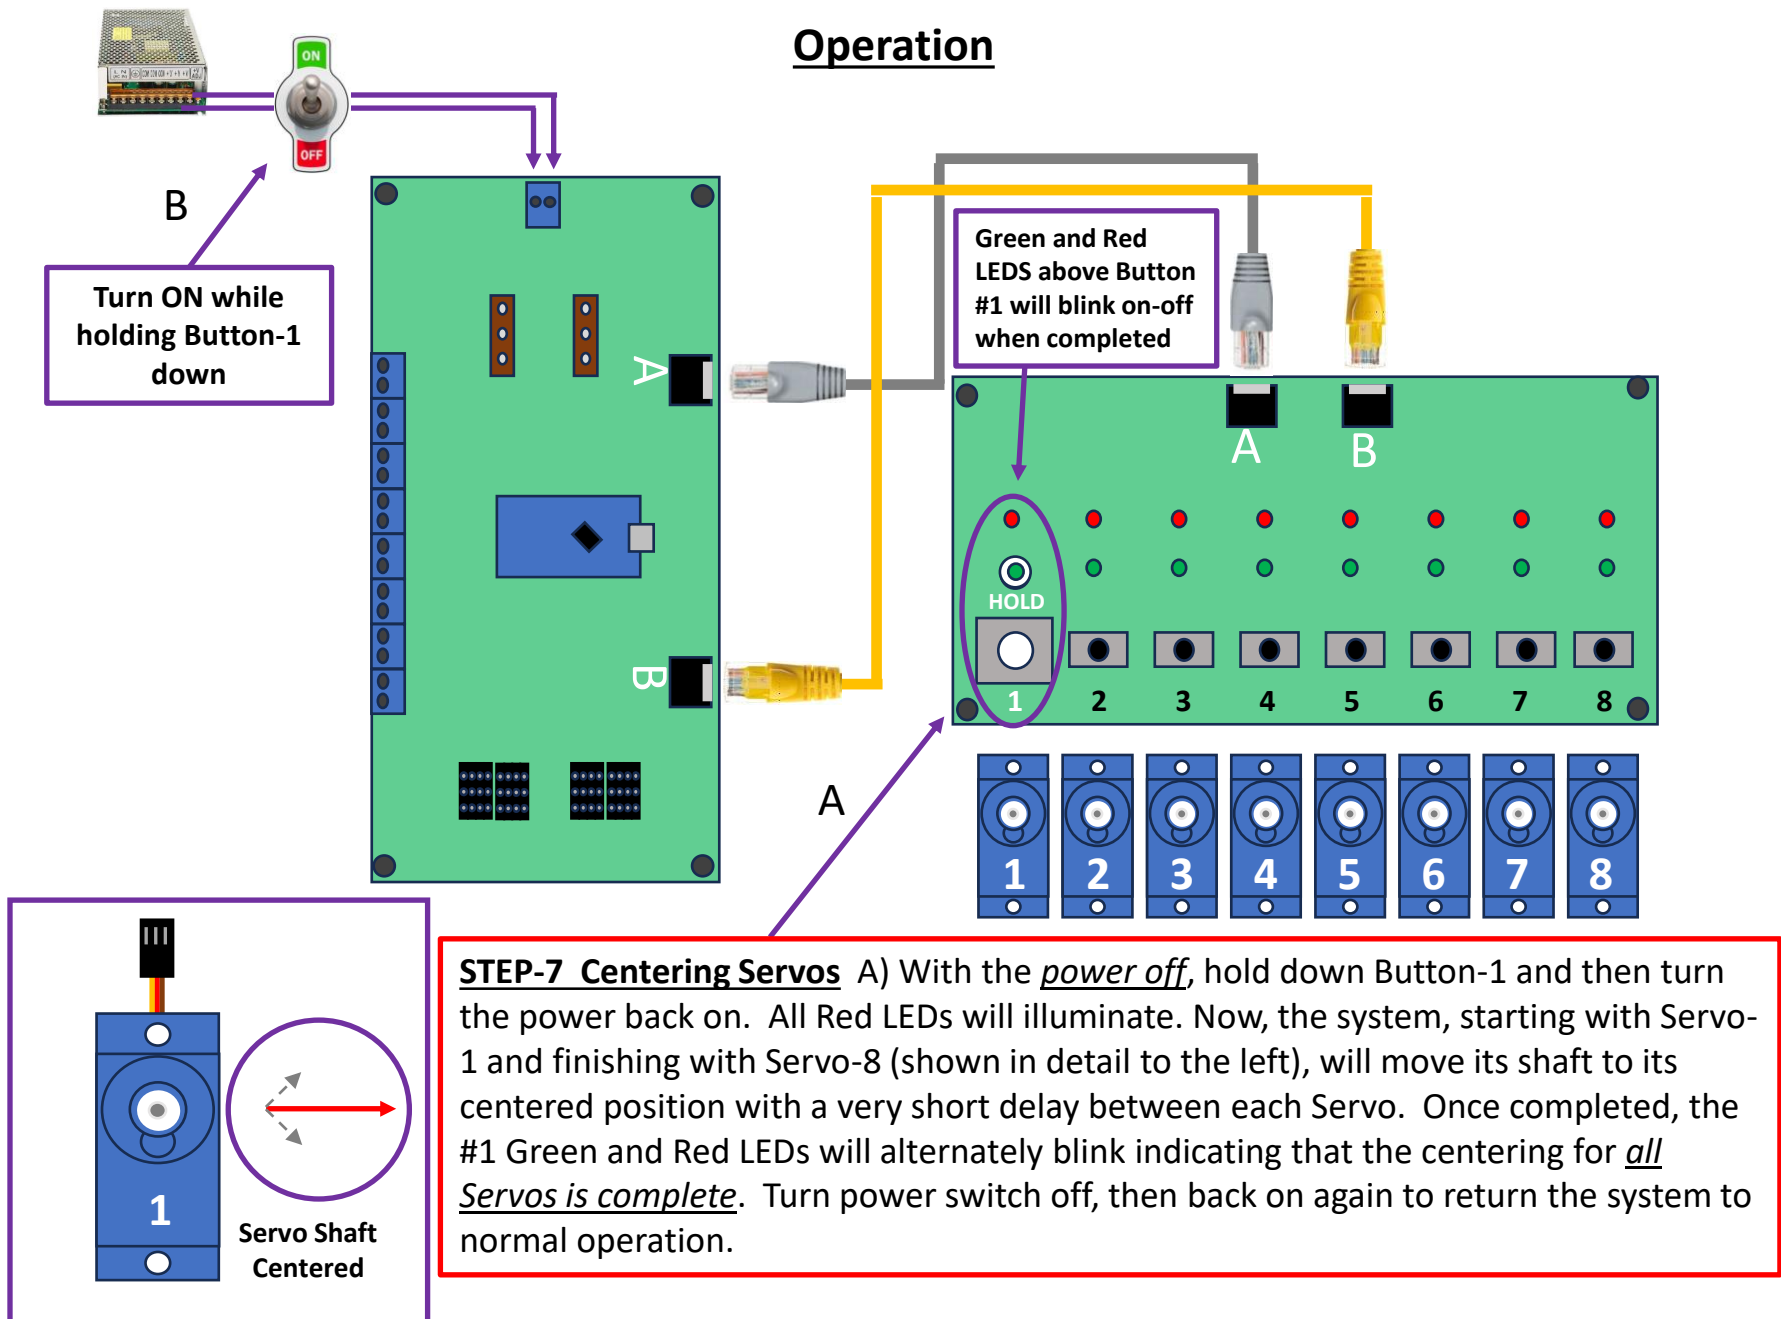 Operation
ON
OFF
B
Turn ON while
holding Button-1
down
Green and Red
LEDS above Button
#1 will blink on-off
when completed
A
B
A
B
HOLD
1
2
3
4
5
6
7
8
A
1
2
3
4
5
6
7
8
1
Servo Shaft
Centered
STEP-7 Centering Servos A) With the power off, hold down Button-1 and then turn
the power back on. All Red LEDs will illuminate. Now, the system, starting with Servo-
1 and finishing with Servo-8 (shown in detail to the left), will move its shaft to its
centered position with a very short delay between each Servo. Once completed, the
#1 Green and Red LEDs will alternately blink indicating that the centering for all
Servos is complete. Turn power switch off, then back on again to return the system to
normal operation.